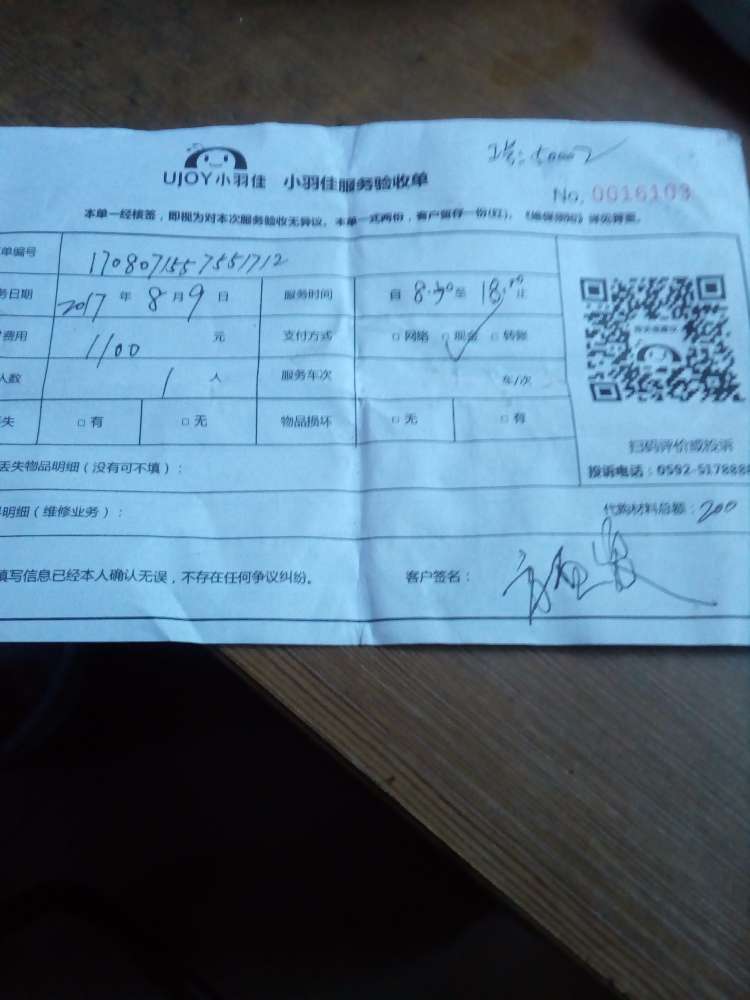 UJOY小羽佳 小羽佳服务验收单
No. 0016103
本单一经核签，即视为对本次服务验收无异议。本单一式两份，客户留存一份(红)。
单编号 1708071557551712
务日期 2017 年 8 月 9 日 服务时间 自 8:30 至 18:00 止
费用 1100 元 支付方式 □ 网络 □ 现金 □ 转账
人数 1 人 服务车次 车/次
失 □ 有 □ 无 物品损坏 □ 无 □ 有
扫码评价或投诉
投诉电话：0592-5178888
丢失物品明细（没有可不填）：
明细（维修业务）： 代购材料总额：200
填写信息已经本人确认无误，不存在任何争议纠纷。 客户签名：